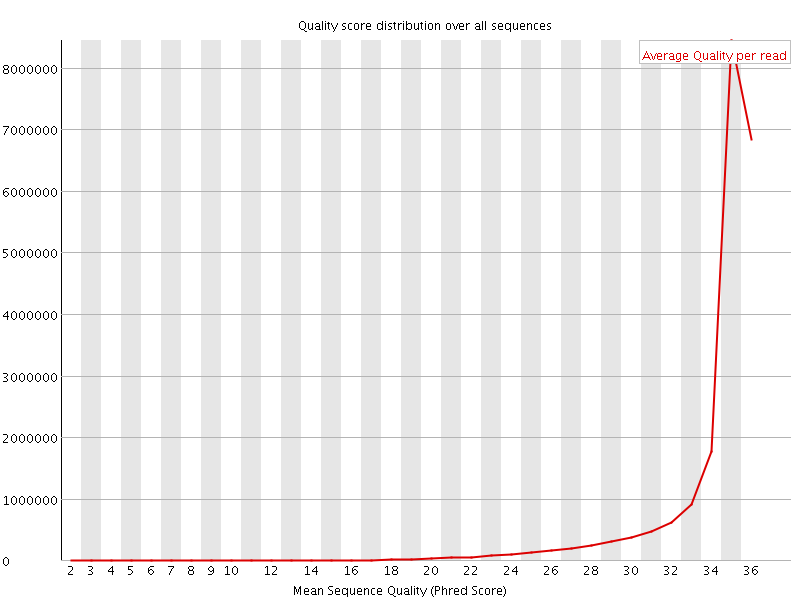 Quality score distribution over all sequences
Average Quality per read
8000000
7000000
6000000
5000000
4000000
3000000
2000000
1000000
0
2 3 4 5 6 7 8 9 10 12 14 16 18 20 22 24 26 28 30 32 34 36
Mean Sequence Quality (Phred Score)